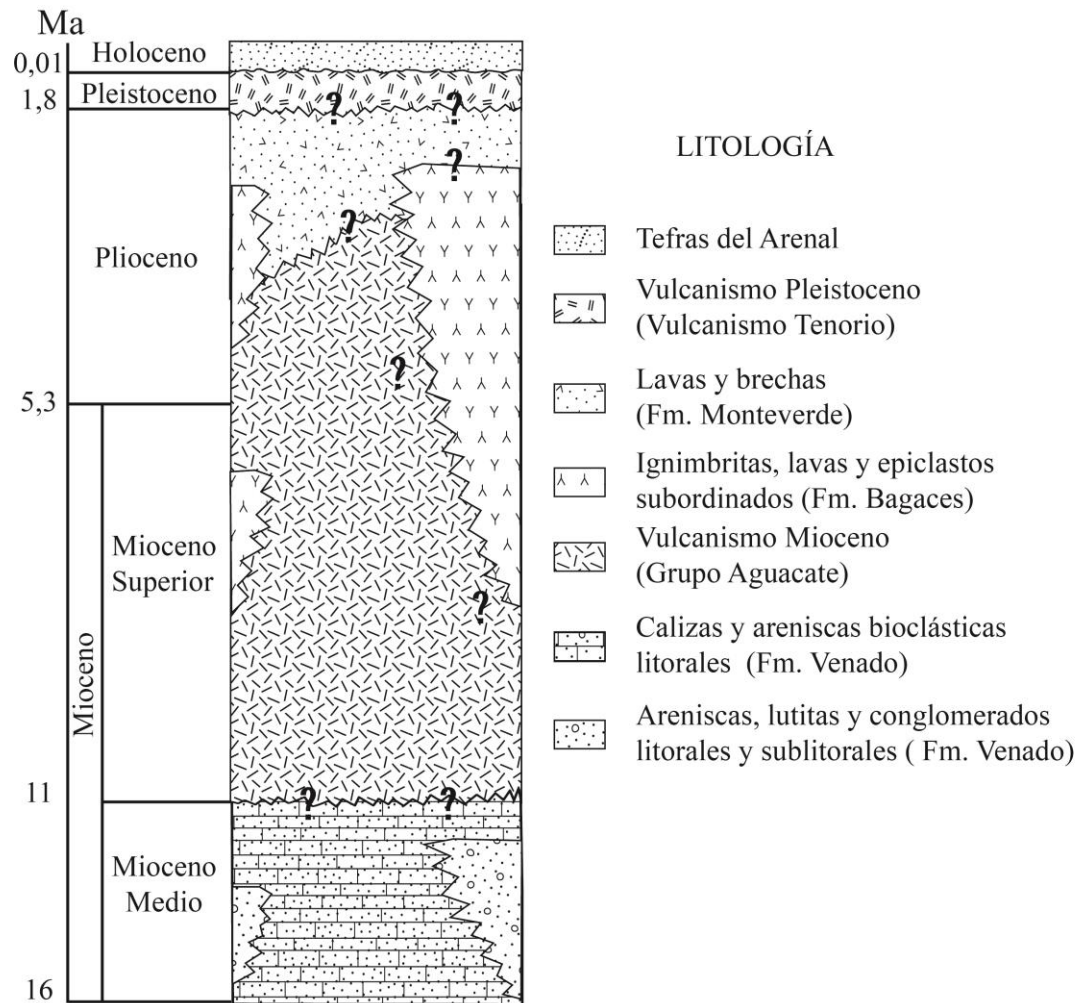 Ma
Holoceno
0,01
Pleistoceno
1,8
?
?
?
?
Plioceno
?
5,3
Mioceno
Mioceno
Superior
?
11
?
?
Mioceno
Medio
16
LITOLOGÍA
Tefras del Arenal
Vulcanismo Pleistoceno
(Vulcanismo Tenorio)
Lavas y brechas
(Fm. Monteverde)
Ignimbritas, lavas y epiclastos
subordinados (Fm. Bagaces)
Vulcanismo Mioceno
(Grupo Aguacate)
Calizas y areniscas bioclásticas
litorales (Fm. Venado)
Areniscas, lutitas y conglomerados
litorales y sublitorales ( Fm. Venado)